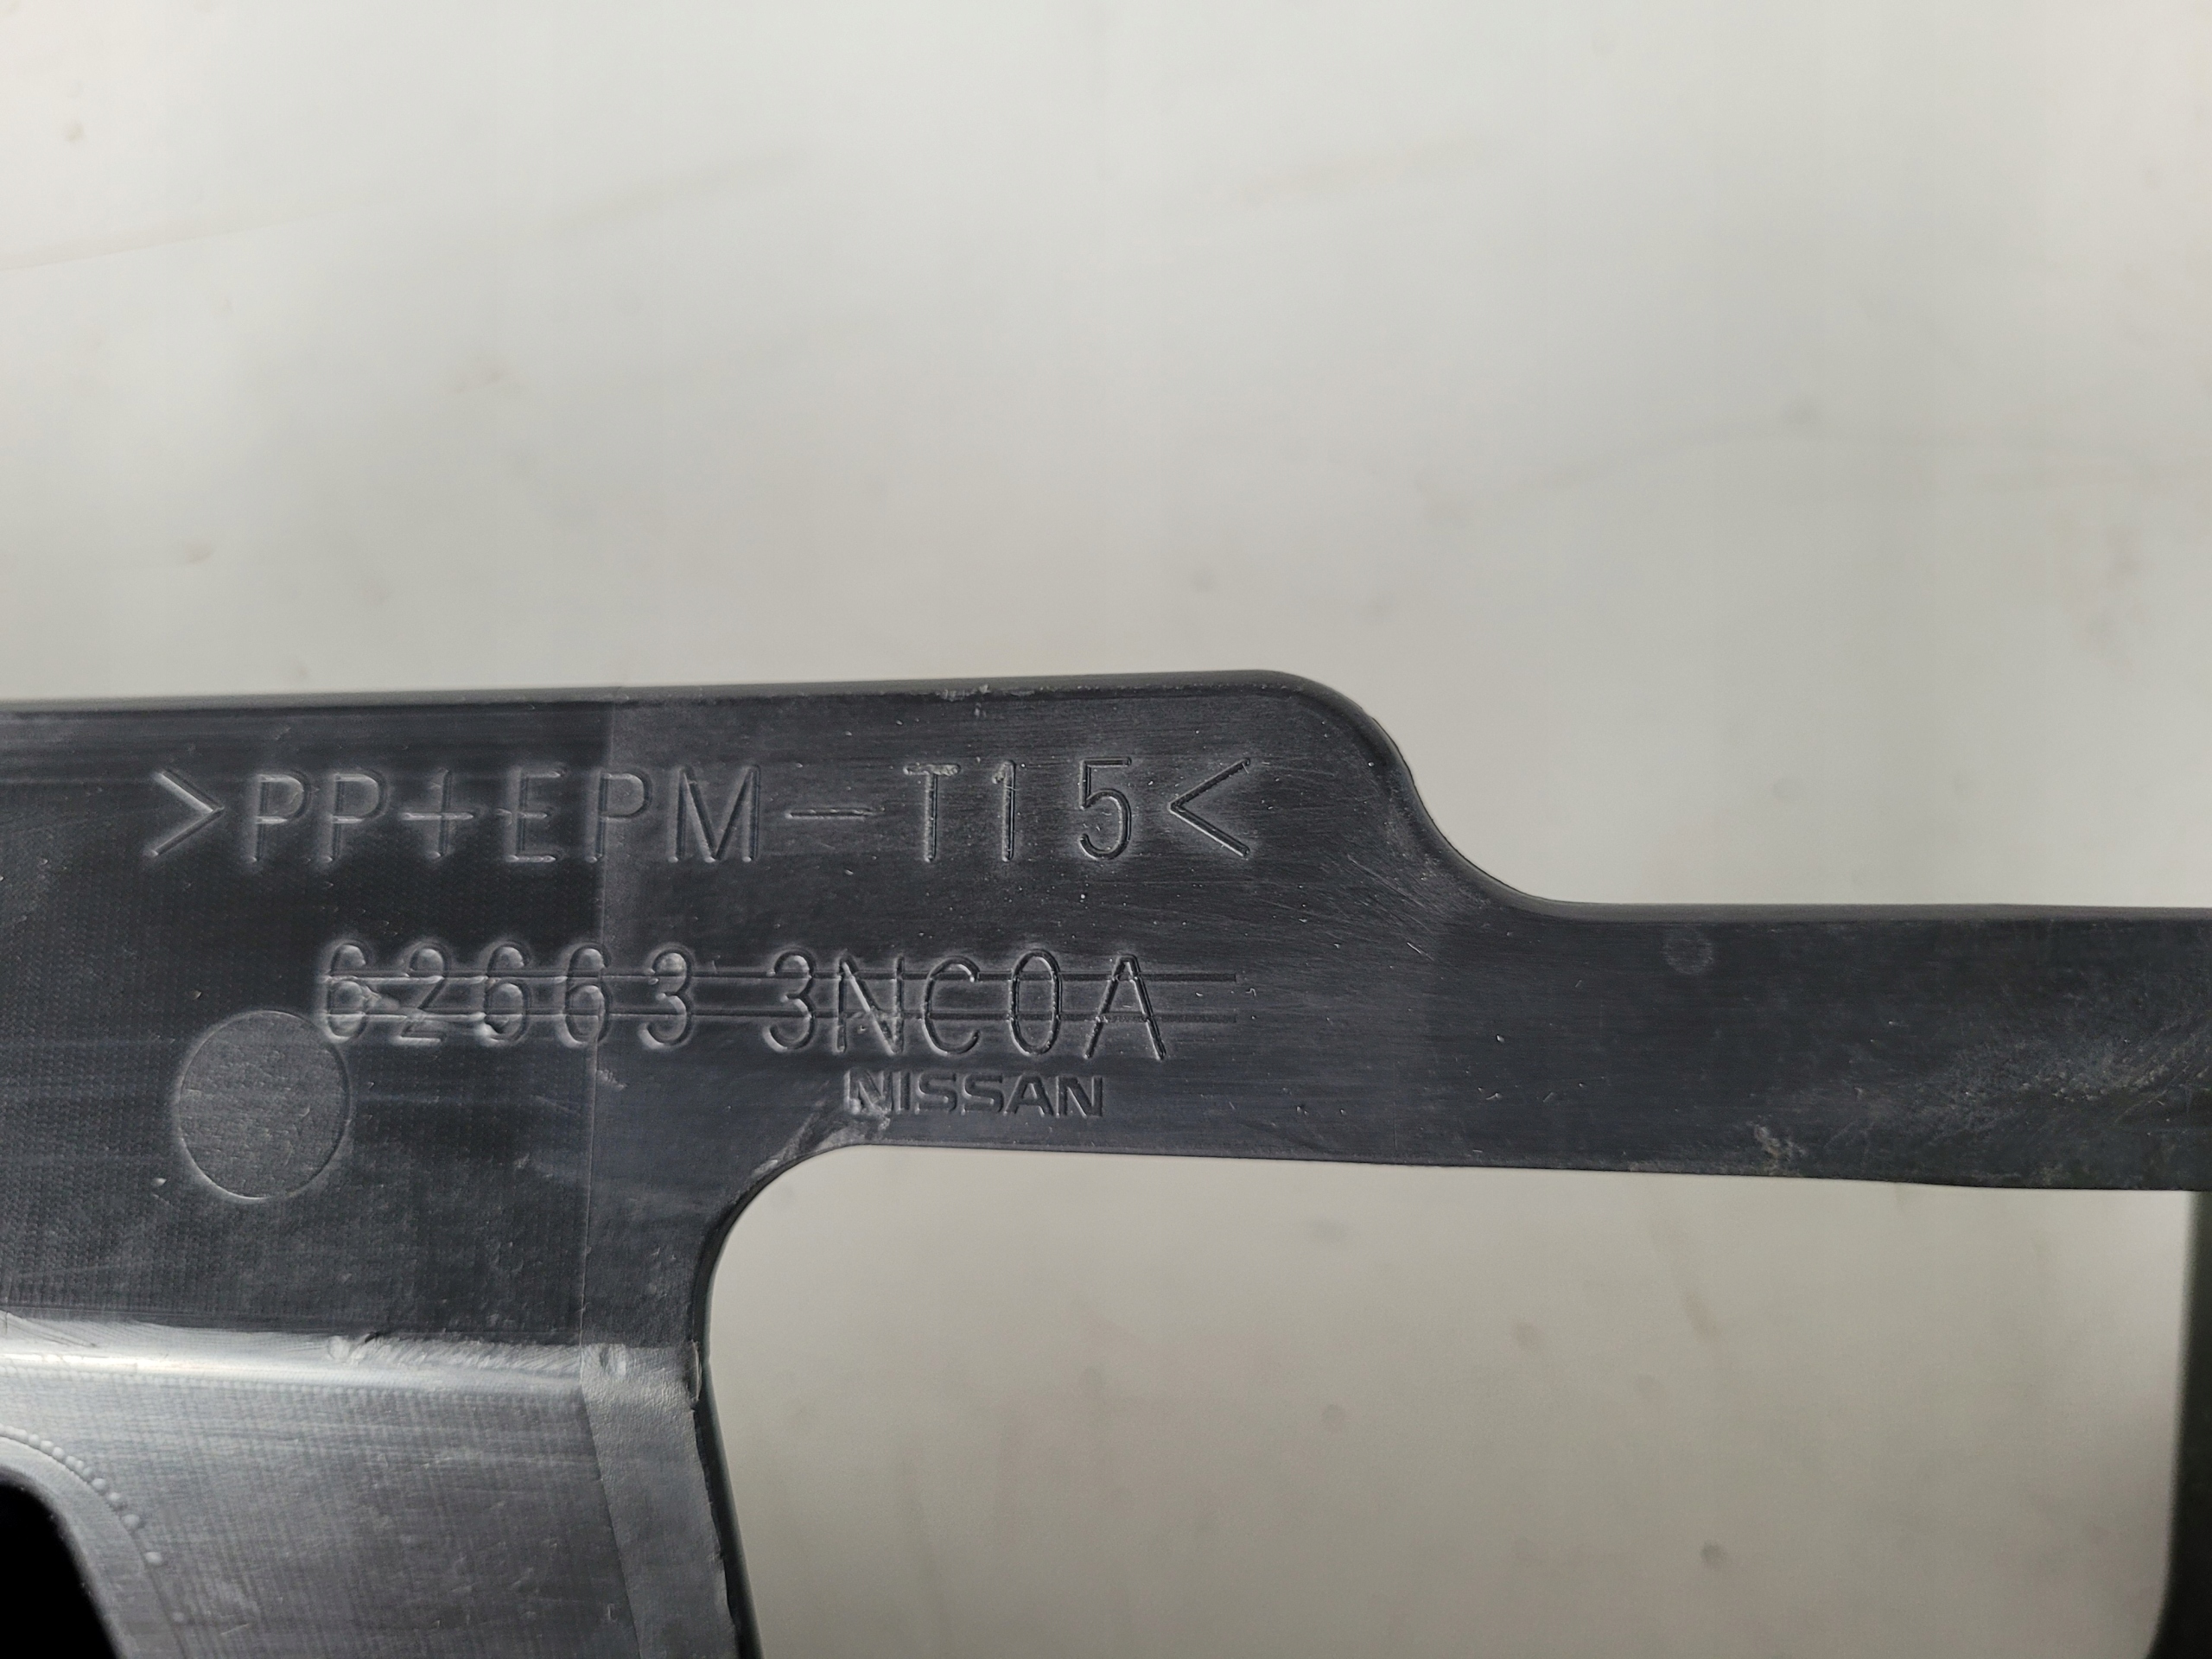 >PP+EPM-T15<
62663 3NC0A
NISSAN